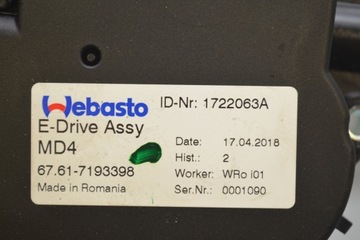 Webasto
ID-Nr: 1722063A
E-Drive Assy
MD4
67.61-7193398
Made in Romania
Date: 17.04.2018
Hist.: 2
Worker: WRo i01
Ser.Nr.: 0001090